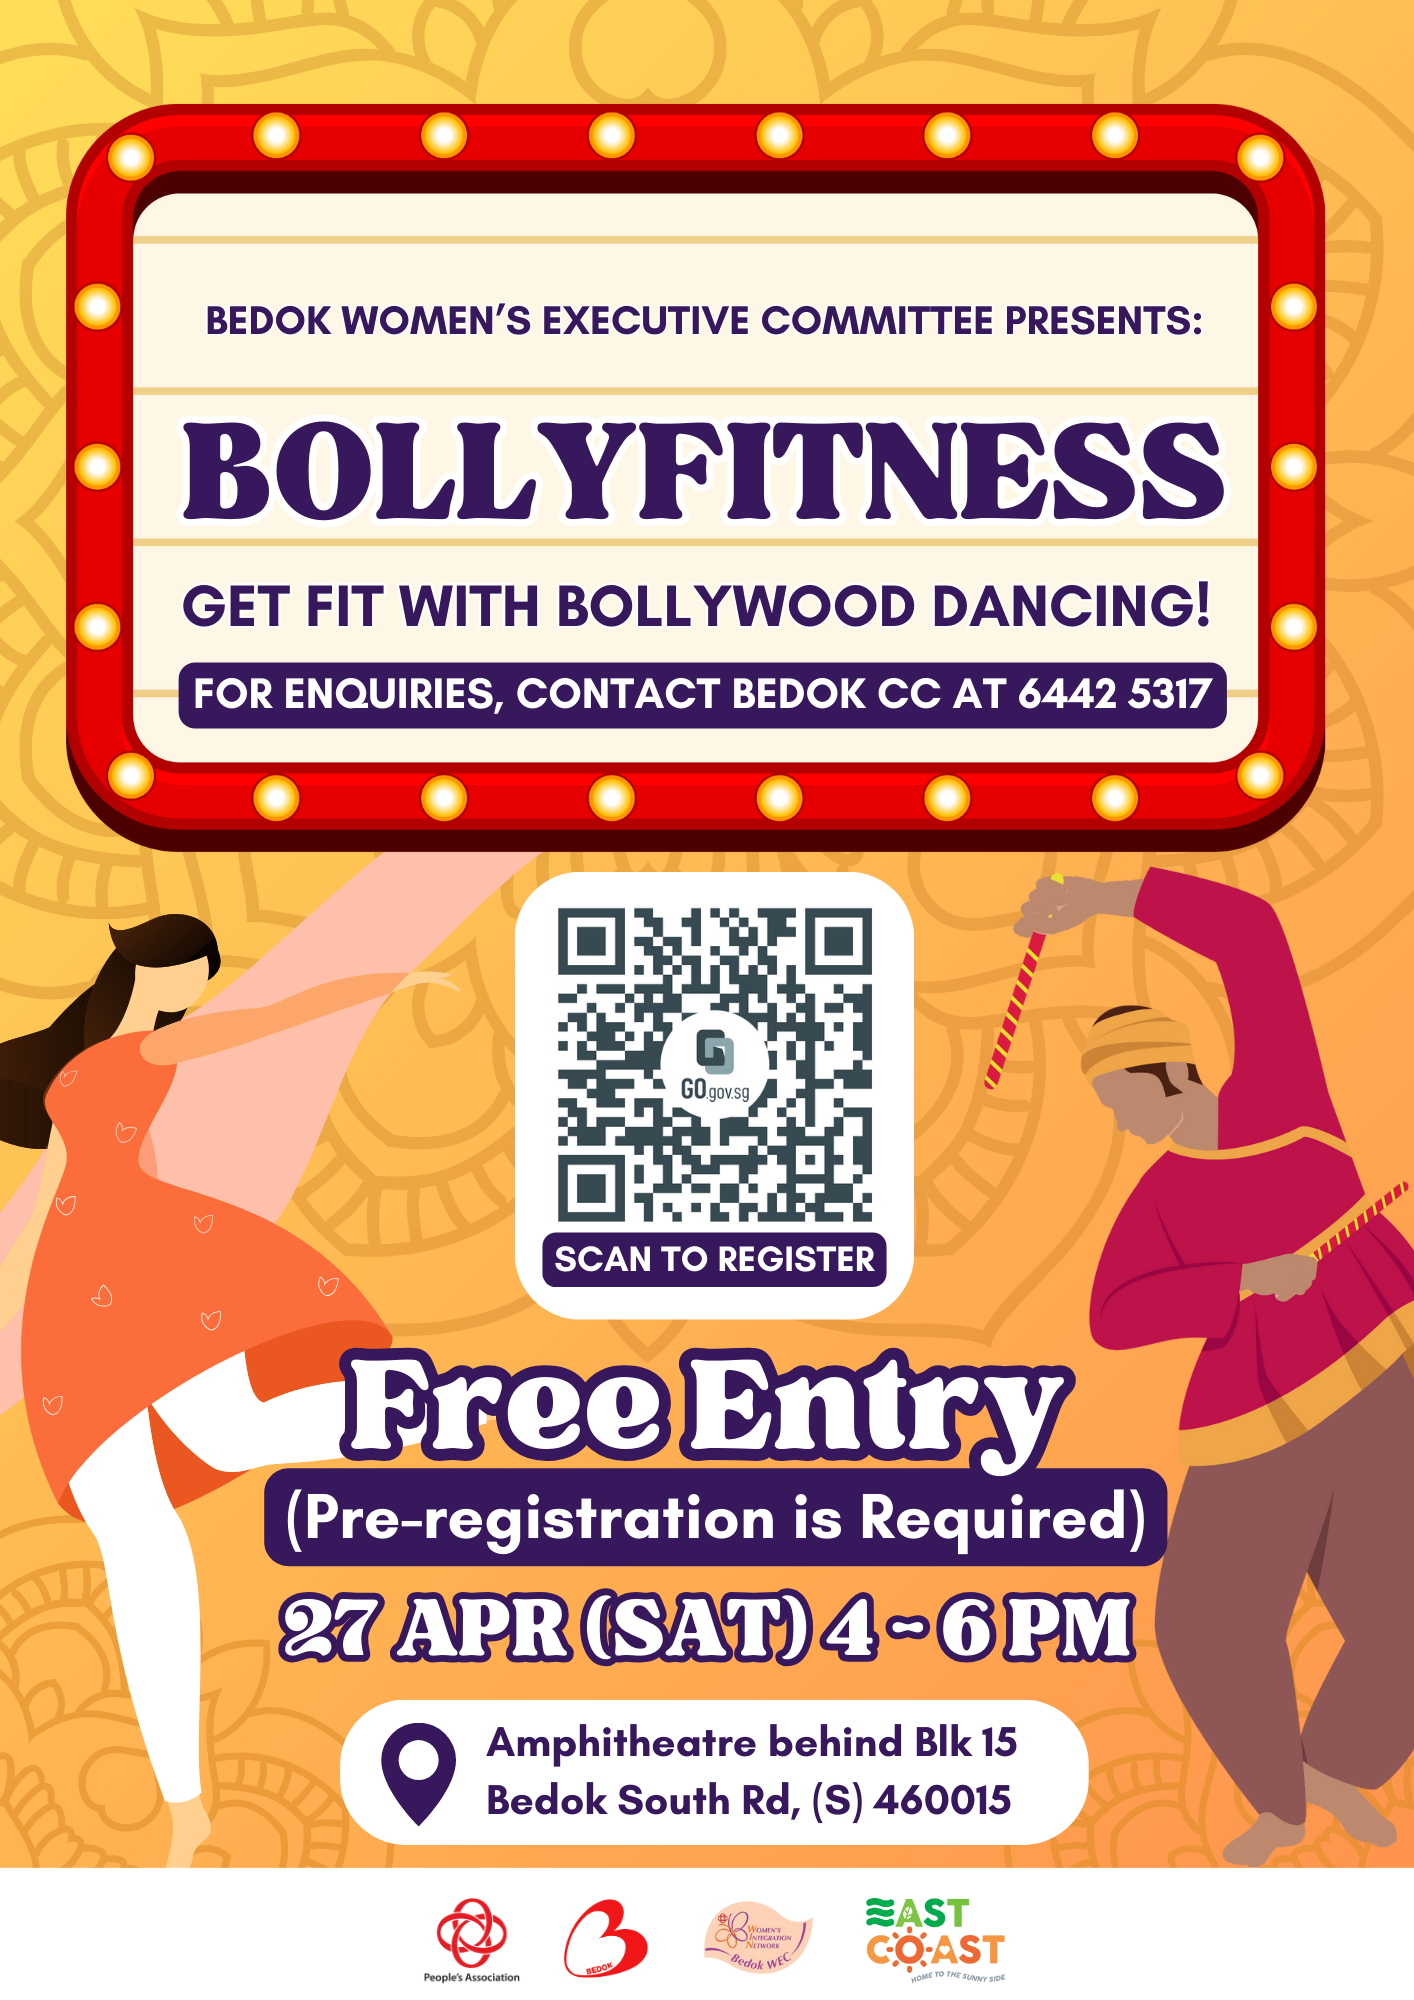 BEDOK WOMEN'S EXECUTIVE COMMITTEE PRESENTS:
BOLLYFITNESS
GET FIT WITH BOLLYWOOD DANCING!
FOR ENQUIRIES, CONTACT BEDOK CC AT 6442 5317
GO.gov.sg
SCAN TO REGISTER
Free Entry
(Pre-registration is Required)
27 APR (SAT) 4 ~ 6 PM
Amphitheatre behind Blk 15
Bedok South Rd, (S) 460015
People's Association
BEDOK
WOMEN'S
INTEGRATION
NETWORK
Bedok WEC
EAST
COAST
HOME TO THE SUNNY SIDE